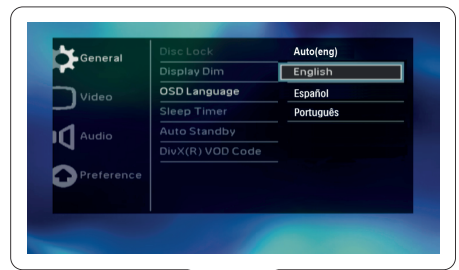 General
Video
Audio
Preference
Disc Lock
Display Dim
OSD Language
Sleep Timer
Auto Standby
DivX(R) VOD Code
Auto(eng)
English
Español
Português